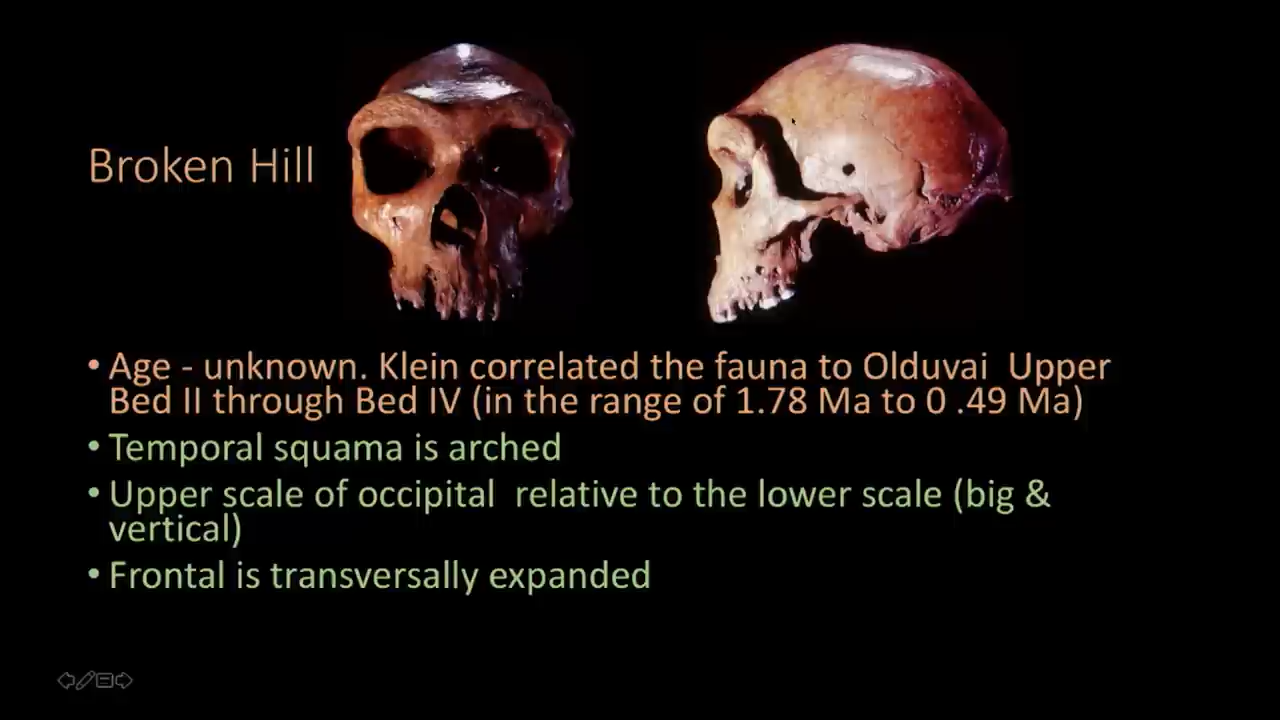 Broken Hill
• Age - unknown. Klein correlated the fauna to Olduvai  Upper
Bed II through Bed IV (in the range of 1.78 Ma to 0 .49 Ma)
• Temporal squama is arched
• Upper scale of occipital  relative to the lower scale (big &
vertical)
• Frontal is transversally expanded